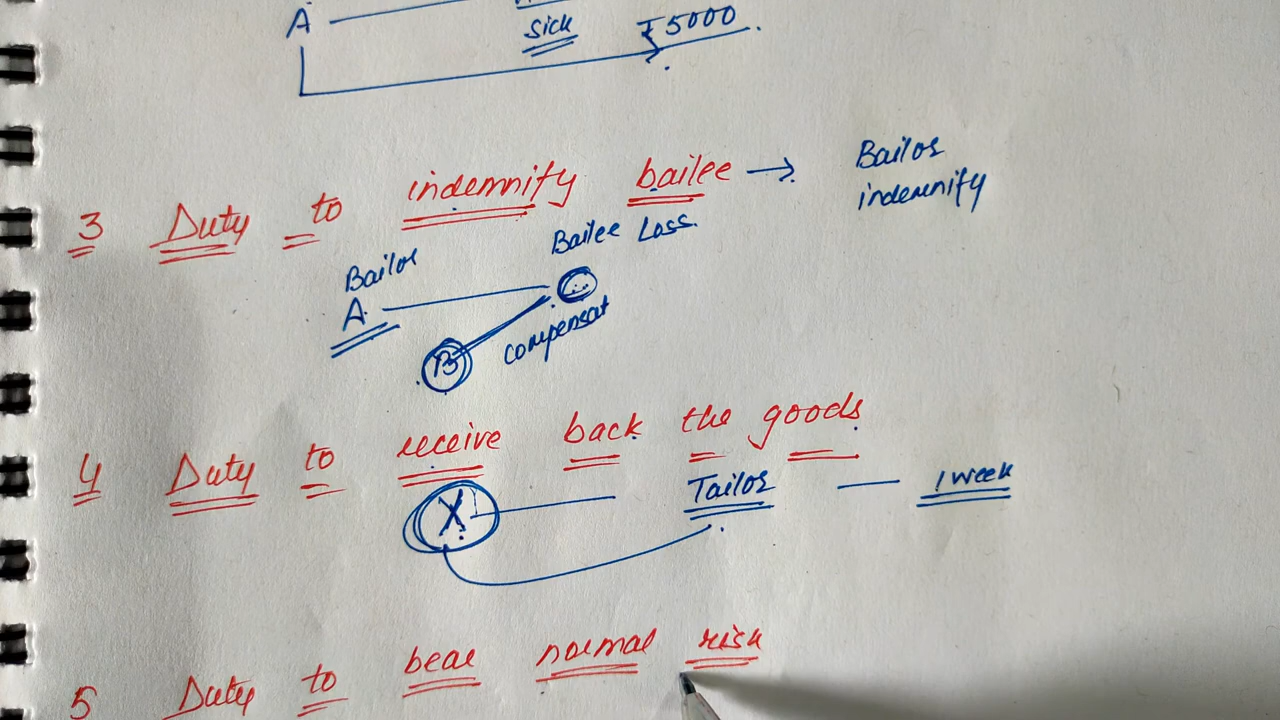 A
Sick ₹5000
3 Duty to indemnify bailee → Bailor
indemnify
Bailee Loss
Bailor
A
B compensat
4 Duty to receive back the goods
X Tailor — 1 week
5 Duty to bear normal risk